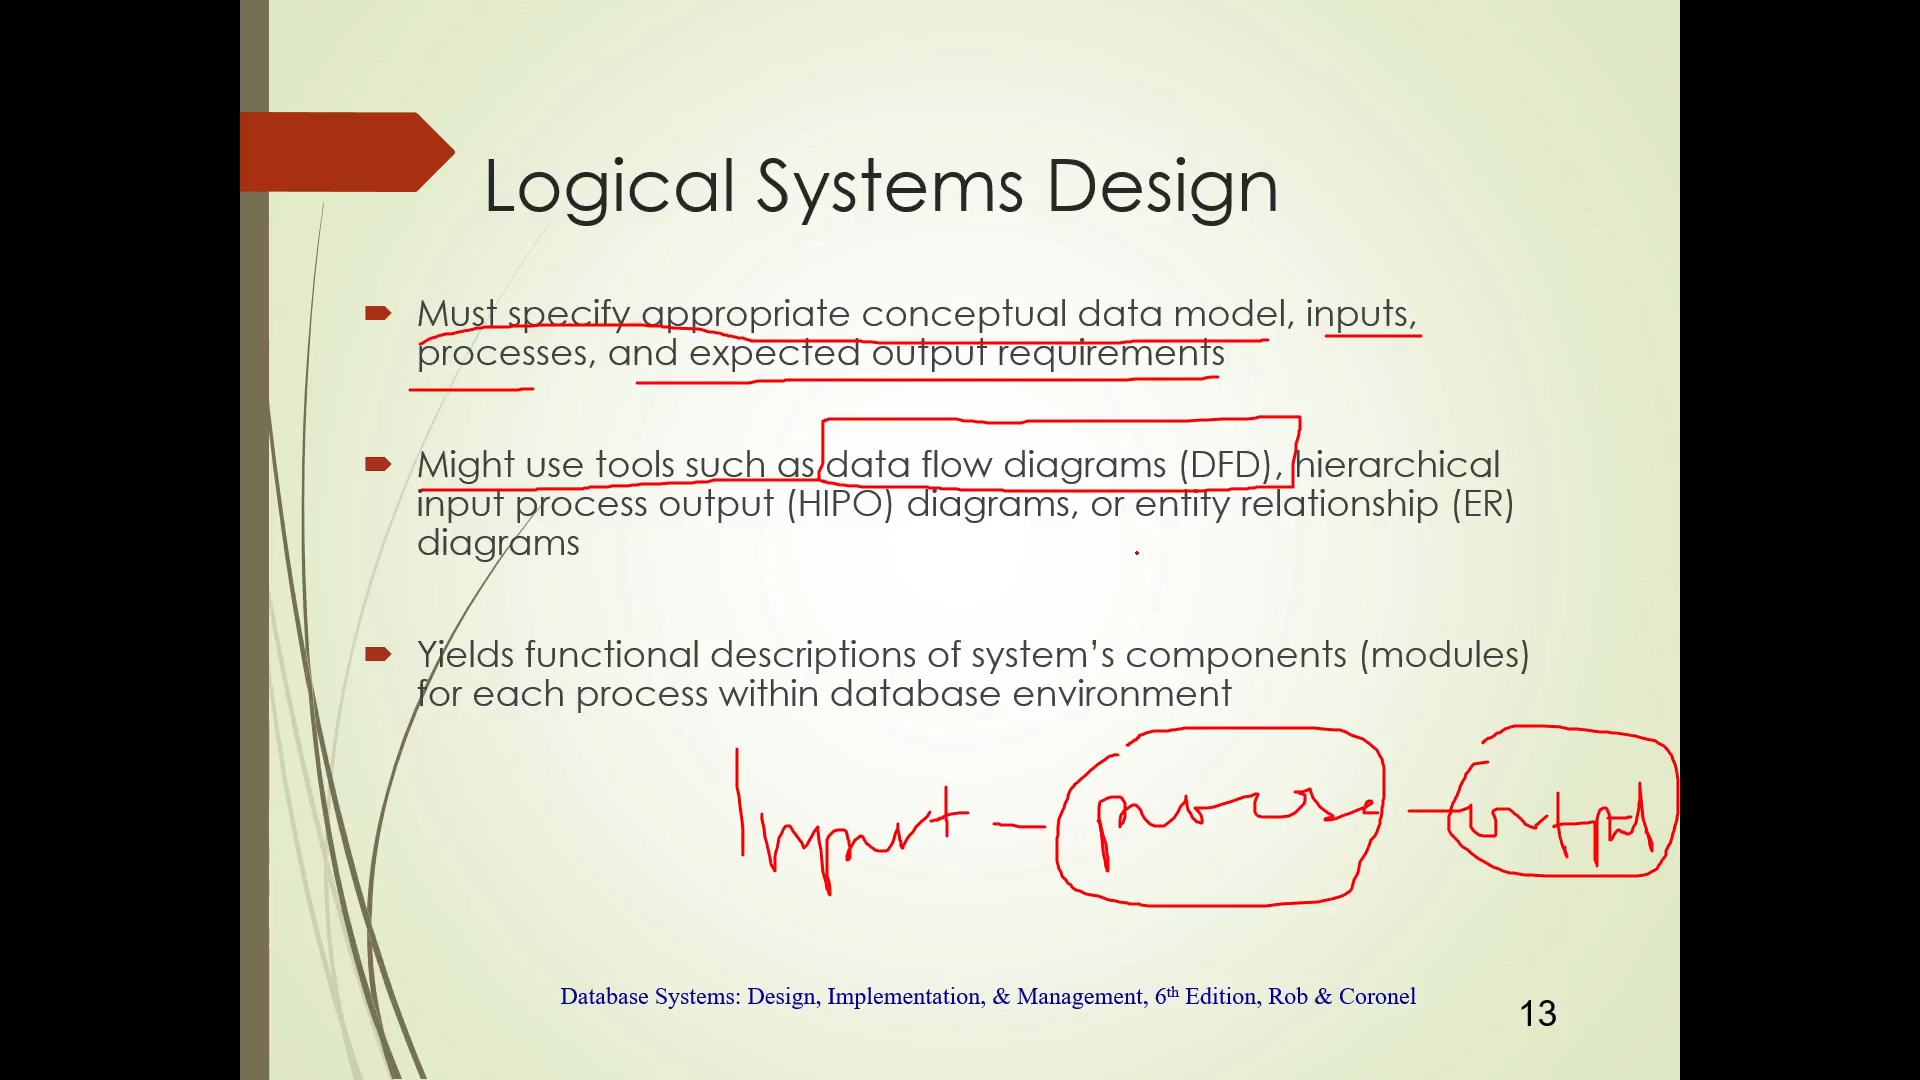 Logical Systems Design
Must specify appropriate conceptual data model, inputs,
processes, and expected output requirements
Might use tools such as data flow diagrams (DFD), hierarchical
input process output (HIPO) diagrams, or entity relationship (ER)
diagrams
Yields functional descriptions of system’s components (modules)
for each process within database environment
Input – process – output
Database Systems: Design, Implementation, & Management, 6th Edition, Rob & Coronel
13